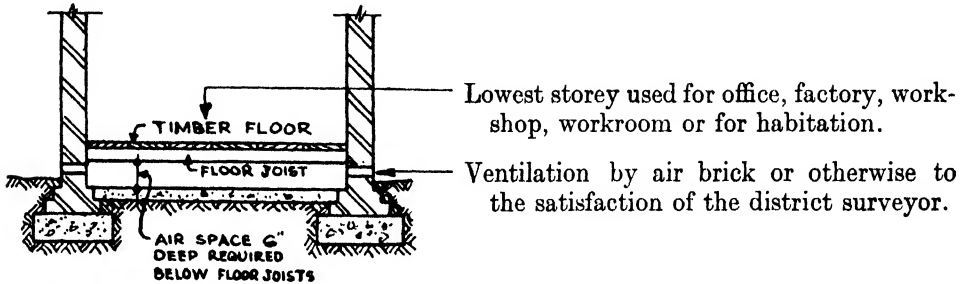 TIMBER FLOOR
FLOOR JOIST
AIR SPACE 6"
DEEP REQUIRED
BELOW FLOOR JOISTS
Lowest storey used for office, factory, work-
shop, workroom or for habitation.
Ventilation by air brick or otherwise to
the satisfaction of the district surveyor.